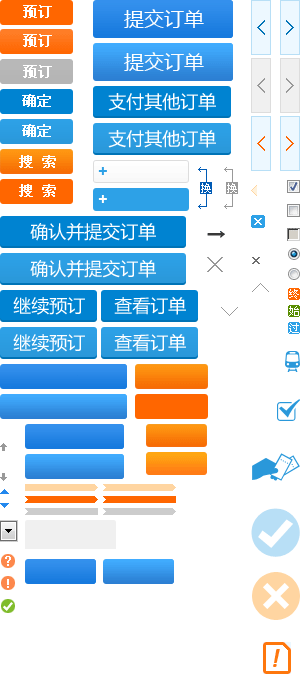 预订
提交订单
预订
提交订单
预订
确定
支付其他订单
确定
支付其他订单
搜 索
搜 索
换
换
确认并提交订单
确认并提交订单
继续预订
查看订单
继续预订
查看订单
终
始
过